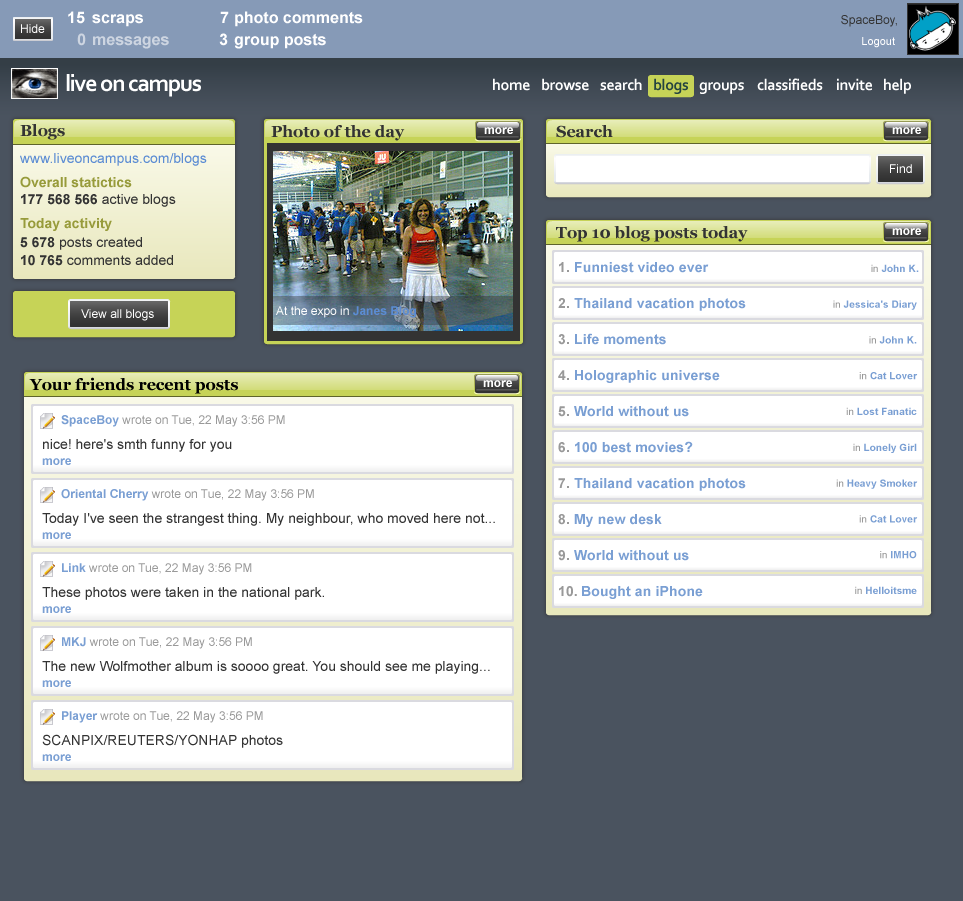 Hide
15 scraps
0 messages
7 photo comments
3 group posts
SpaceBoy,
Logout
live on campus
home browse search blogs groups classifieds invite help
Blogs
www.liveoncampus.com/blogs
Overall statictics
177 568 566 active blogs
Today activity
5 678 posts created
10 765 comments added
View all blogs
Photo of the day more
At the expo in Janes Blog
Search more
Find
Top 10 blog posts today more
1. Funniest video ever in John K.
2. Thailand vacation photos in Jessica's Diary
3. Life moments in John K.
4. Holographic universe in Cat Lover
5. World without us in Lost Fanatic
6. 100 best movies? in Lonely Girl
7. Thailand vacation photos in Heavy Smoker
8. My new desk in Cat Lover
9. World without us in IMHO
10. Bought an iPhone in Helloitsme
Your friends recent posts more
SpaceBoy wrote on Tue, 22 May 3:56 PM
nice! here's smth funny for you
more
Oriental Cherry wrote on Tue, 22 May 3:56 PM
Today I've seen the strangest thing. My neighbour, who moved here not...
more
Link wrote on Tue, 22 May 3:56 PM
These photos were taken in the national park.
more
MKJ wrote on Tue, 22 May 3:56 PM
The new Wolfmother album is soooo great. You should see me playing...
more
Player wrote on Tue, 22 May 3:56 PM
SCANPIX/REUTERS/YONHAP photos
more